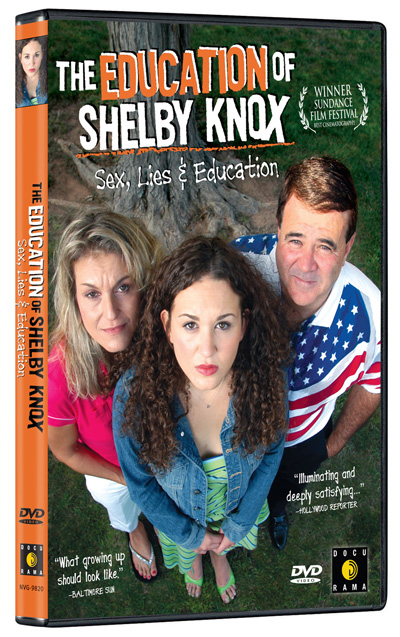 THE EDUCATION OF
SHELBY KNOX
Sex, Lies & Education
WINNER
SUNDANCE
FILM FESTIVAL
BEST CINEMATOGRAPHY
"Illuminating and
deeply satisfying..."
–HOLLYWOOD REPORTER
"What growing up
should look like."
–BALTIMORE SUN
DVD
VIDEO
DOCU
RAMA
THE EDUCATION OF SHELBY KNOX
Sex, Lies & Education
DVD
VIDEO
DOCU
RAMA
NVG-9820